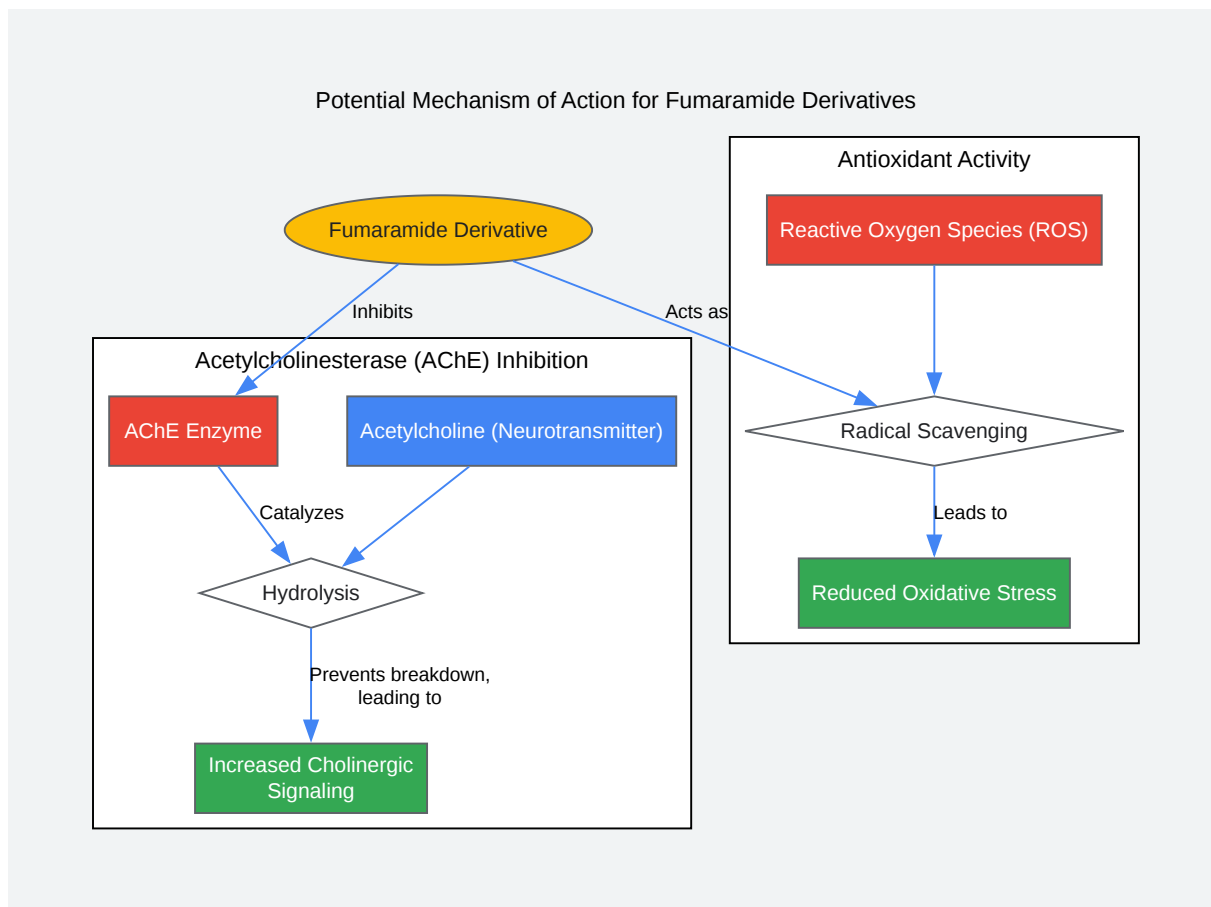 Potential Mechanism of Action for Fumaramide Derivatives
Antioxidant Activity
Reactive Oxygen Species (ROS)
Fumaramide Derivative
Inhibits
Acts as
Acetylcholinesterase (AChE) Inhibition
AChE Enzyme
Acetylcholine (Neurotransmitter)
Radical Scavenging
Catalyzes
Leads to
Hydrolysis
Reduced Oxidative Stress
Prevents breakdown,
leading to
Increased Cholinergic
Signaling